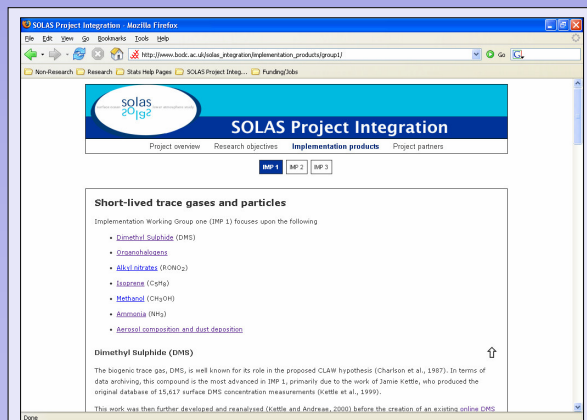 SOLAS Project Integration - Mozilla Firefox
File Edit View Go Bookmarks Tools Help
http://www.bodc.ac.uk/solas_integration/implementation_products/group1/ Go
Non-Research Research Stats Help Pages SOLAS Project Integ... Funding/Jobs
solas
SOLAS Project Integration
Project overview Research objectives Implementation products Project partners
IMP 1 IMP 2 IMP 3
Short-lived trace gases and particles
Implementation Working Group one (IMP 1) focuses upon the following
• Dimethyl Sulphide (DMS)
• Organohalogens
• Alkyl nitrates (RONO2)
• Isoprene (C5H8)
• Methanol (CH3OH)
• Ammonia (NH3)
• Aerosol composition and dust deposition
Dimethyl Sulphide (DMS)
The biogenic trace gas, DMS, is well known for its role in the proposed CLAW hypothesis (Charlson et al., 1987). In terms of
data archiving, this compound is the most advanced in IMP 1, primarily due to the work of Jamie Kettle, who produced the
original database of 15,617 surface DMS concentration measurements (Kettle et al., 1999).
This work was then further developed and reanalysed (Kettle and Andreae, 2000) before the creation of an existing online DMS
Done